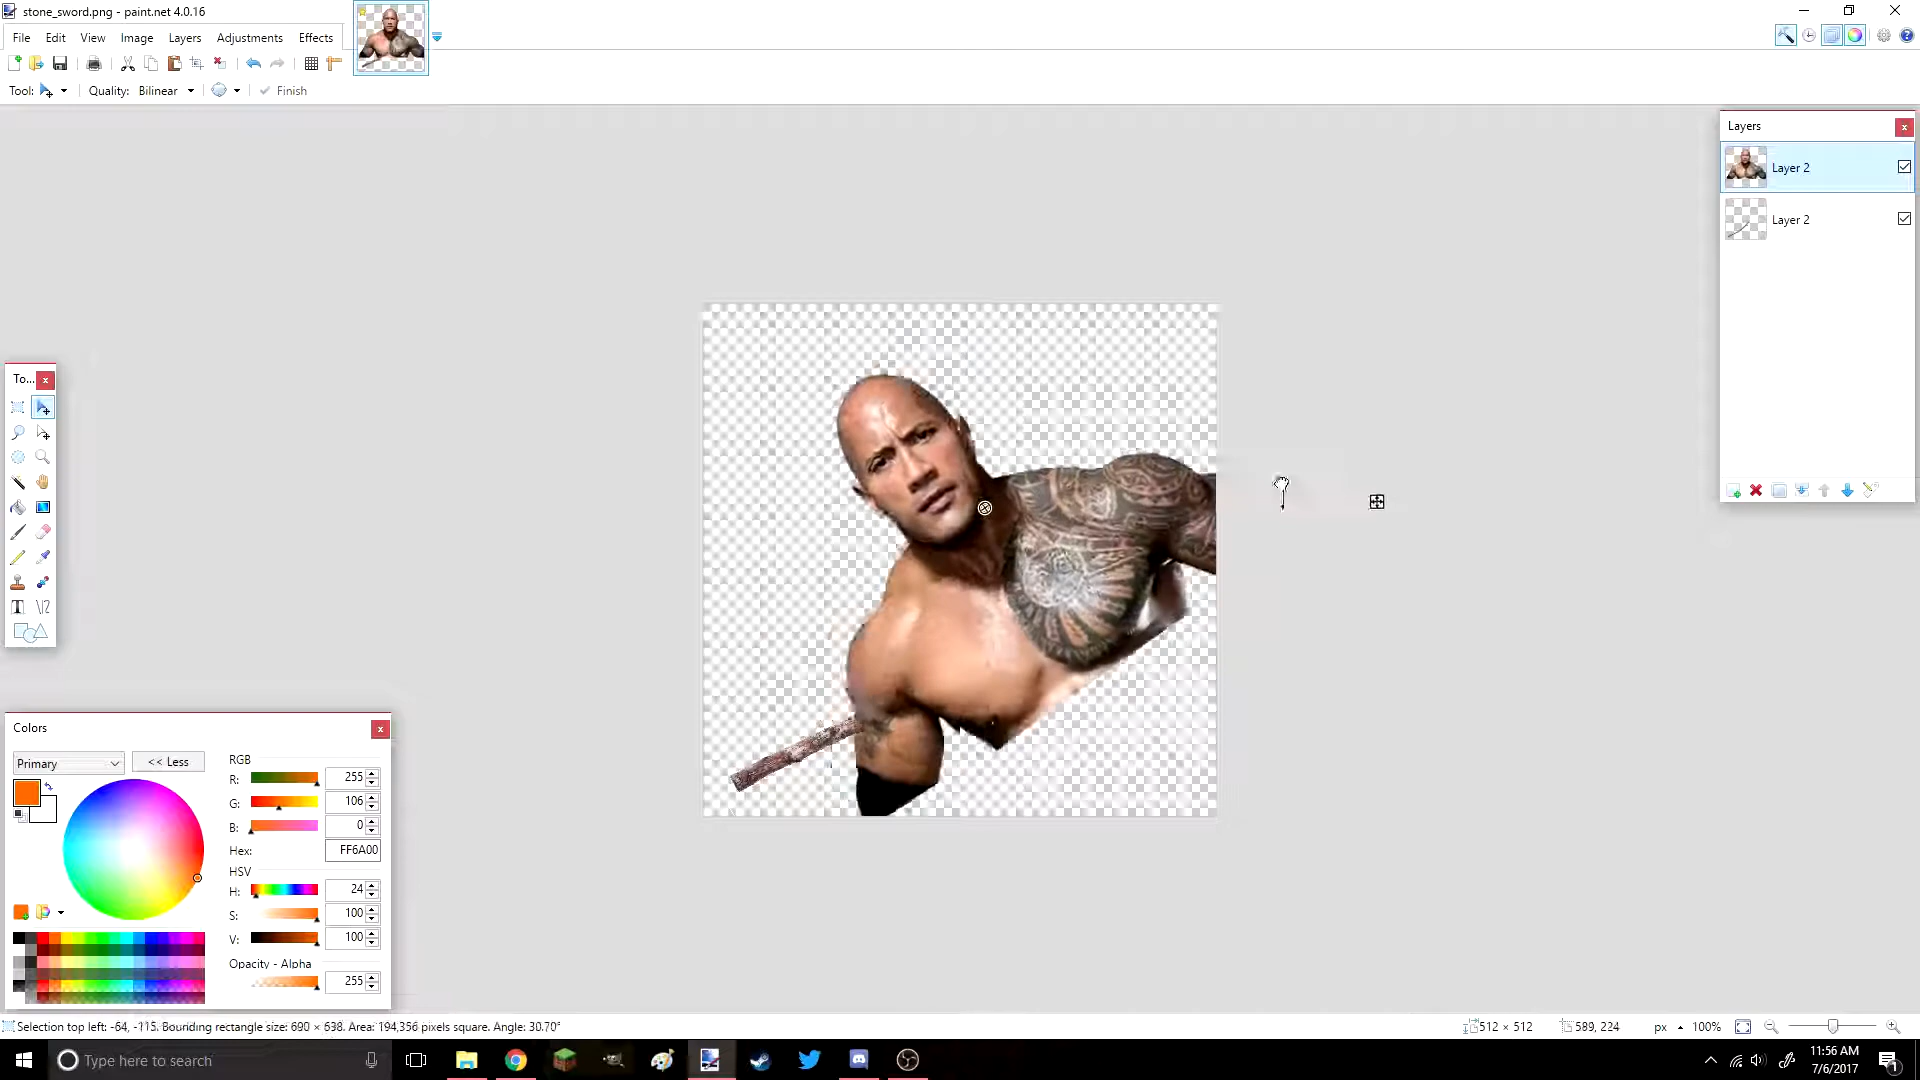 stone_sword.png - paint.net 4.0.16
File Edit View Image Layers Adjustments Effects
Tool: Quality: Bilinear Finish
Layers
Layer 2
Layer 2
To...
Colors
Primary << Less
RGB
R: 255
G: 106
B: 0
Hex: FF6A00
HSV
H: 24
S: 100
V: 100
Opacity - Alpha
255
Selection top left: -64, -115. Bounding rectangle size: 690 × 638. Area: 194,356 pixels square. Angle: 30.70° 512 × 512 589, 224 px 100%
Type here to search
11:56 AM
7/6/2017
1